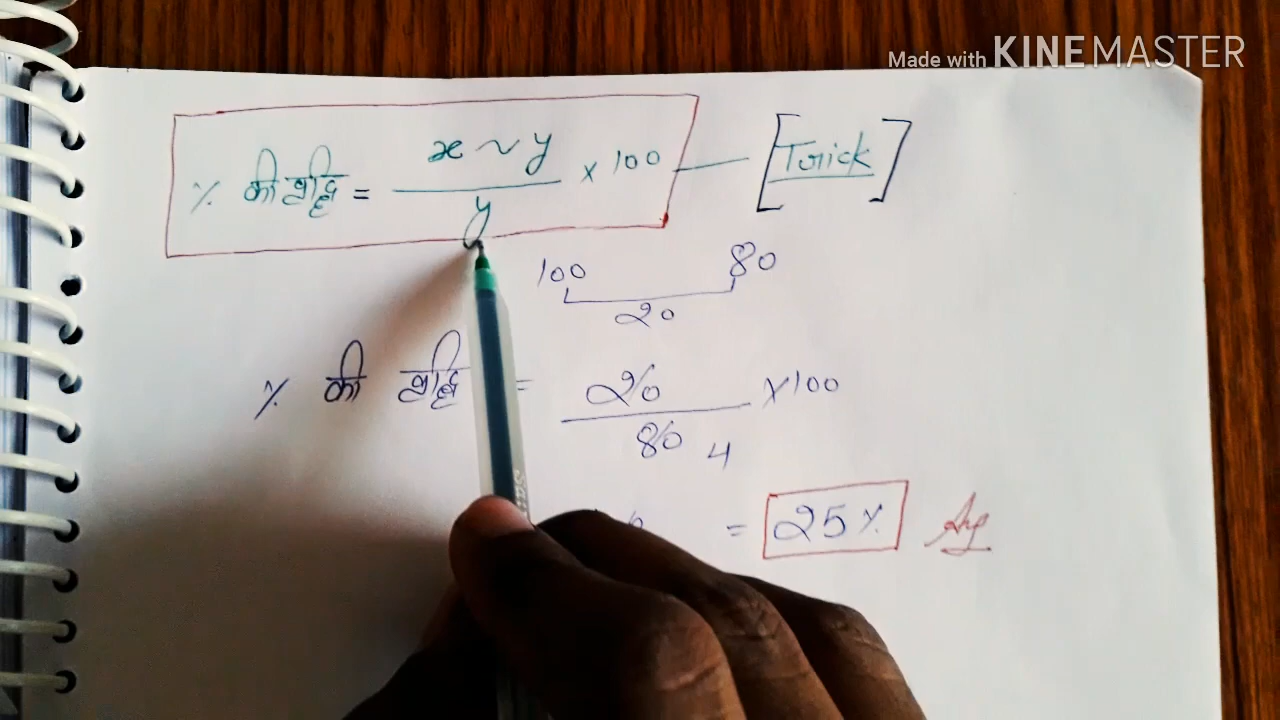 Made with KINEMASTER
% की वृद्धि = x ~ y / y × 100 — [Trick]
100 80
20
% की वृद्धि = 20 / 80 × 100
4
= 25% Ans